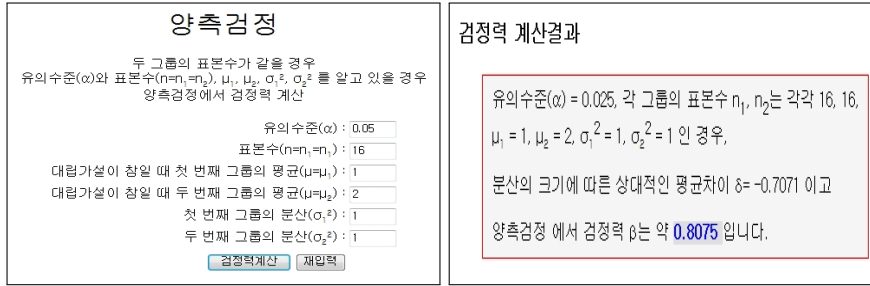 양측검정
두 그룹의 표본수가 같을 경우
유의수준(α)와 표본수(n=n₁=n₂), μ₁, μ₂, σ₁², σ₂² 를 알고 있을 경우
양측검정에서 검정력 계산
유의수준(α) : 0.05
표본수(n=n₁=n₁) : 16
대립가설이 참일 때 첫 번째 그룹의 평균(μ=μ₁) : 1
대립가설이 참일 때 두 번째 그룹의 평균(μ=μ₂) : 2
첫 번째 그룹의 분산(σ₁²) : 1
두 번째 그룹의 분산(σ₂²) : 1
검정력계산 재입력
검정력 계산결과
유의수준(α) = 0.025, 각 그룹의 표본수 n₁, n₂는 각각 16, 16,
μ₁ = 1, μ₂ = 2, σ₁² = 1, σ₂² = 1 인 경우,
분산의 크기에 따른 상대적인 평균차이 δ= -0.7071 이고
양측검정 에서 검정력 β는 약 0.8075 입니다.